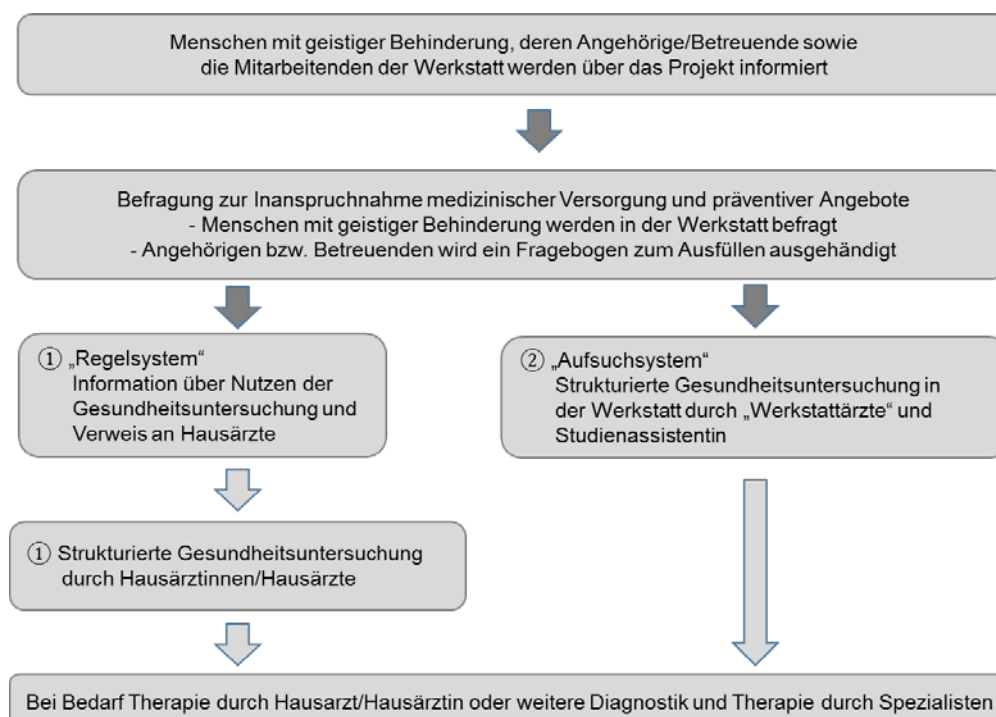 Menschen mit geistiger Behinderung, deren Angehörige/Betreuende sowie
die Mitarbeitenden der Werkstatt werden über das Projekt informiert
Befragung zur Inanspruchnahme medizinischer Versorgung und präventiver Angebote
- Menschen mit geistiger Behinderung werden in der Werkstatt befragt
- Angehörigen bzw. Betreuenden wird ein Fragebogen zum Ausfüllen ausgehändigt
① „Regelsystem“
Information über Nutzen der
Gesundheitsuntersuchung und
Verweis an Hausärzte
② „Aufsuchsystem“
Strukturierte Gesundheitsuntersuchung in
der Werkstatt durch „Werkstattärzte“ und
Studienassistentin
① Strukturierte Gesundheitsuntersuchung
durch Hausärztinnen/Hausärzte
Bei Bedarf Therapie durch Hausarzt/Hausärztin oder weitere Diagnostik und Therapie durch Spezialisten